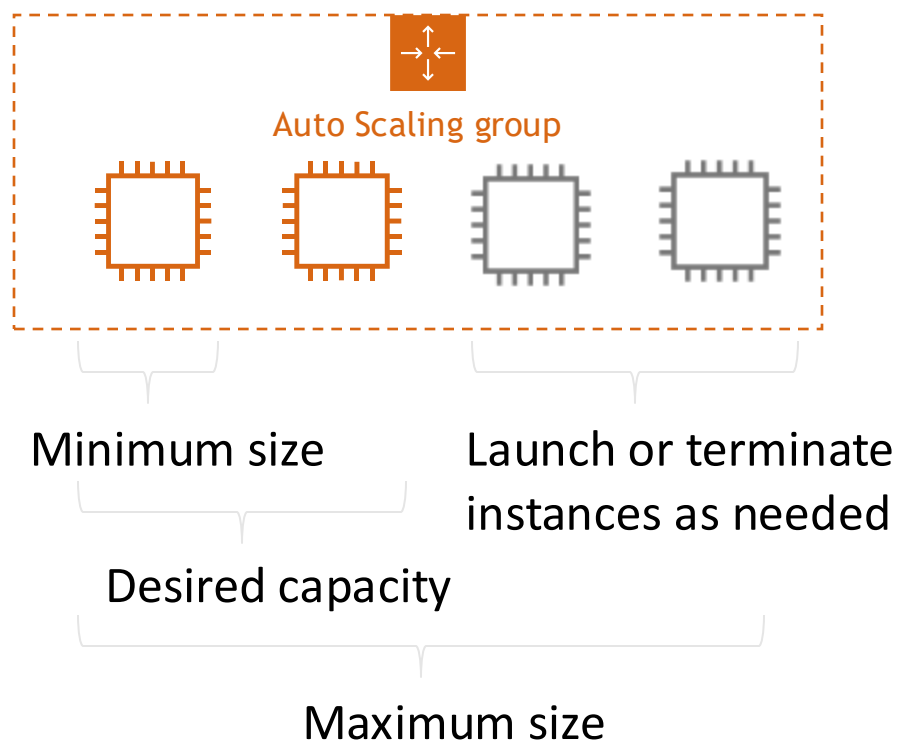 Auto Scaling group
Minimum size
Launch or terminate
instances as needed
Desired capacity
Maximum size